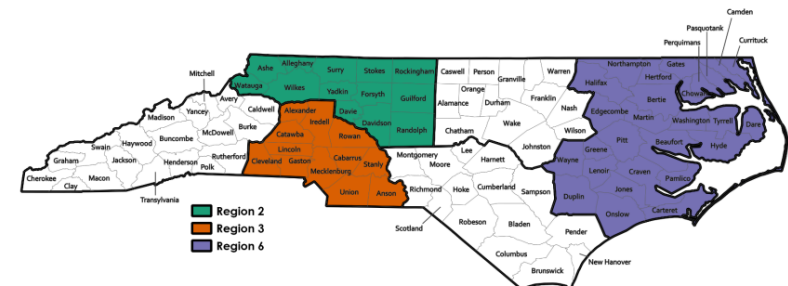 Camden
Pasquotank
Perquimans
Currituck
Mitchell
Ashe
Alleghany
Surry
Stokes
Rockingham
Watauga
Wilkes
Yadkin
Forsyth
Guilford
Davie
Davidson
Randolph
Caswell
Person
Granville
Warren
Orange
Alamance
Durham
Franklin
Nash
Wake
Chatham
Wilson
Johnston
Northampton
Gates
Hertford
Halifax
Chowan
Bertie
Edgecombe
Martin
Washington
Tyrrell
Dare
Pitt
Beaufort
Hyde
Greene
Wayne
Lenoir
Craven
Pamlico
Jones
Duplin
Onslow
Carteret
Avery
Caldwell
Madison
Yancey
Burke
McDowell
Buncombe
Haywood
Swain
Graham
Jackson
Henderson
Rutherford
Polk
Cherokee
Macon
Clay
Transylvania
Alexander
Iredell
Catawba
Rowan
Lincoln
Cleveland
Gaston
Cabarrus
Stanly
Mecklenburg
Union
Anson
Montgomery
Moore
Lee
Harnett
Richmond
Hoke
Cumberland
Sampson
Scotland
Robeson
Bladen
Pender
Columbus
New Hanover
Brunswick
Region 2
Region 3
Region 6